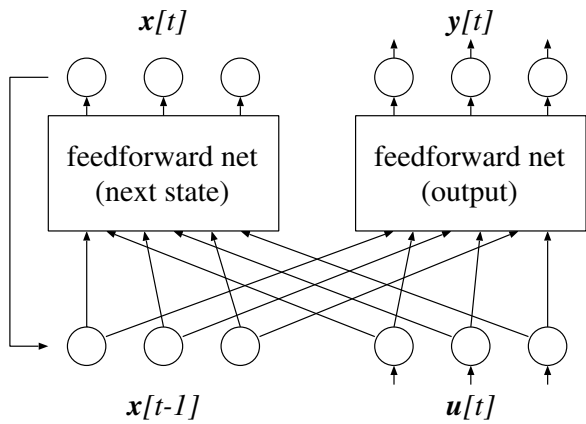 x[t]
y[t]
feedforward net
(next state)
feedforward net
(output)
x[t-1]
u[t]